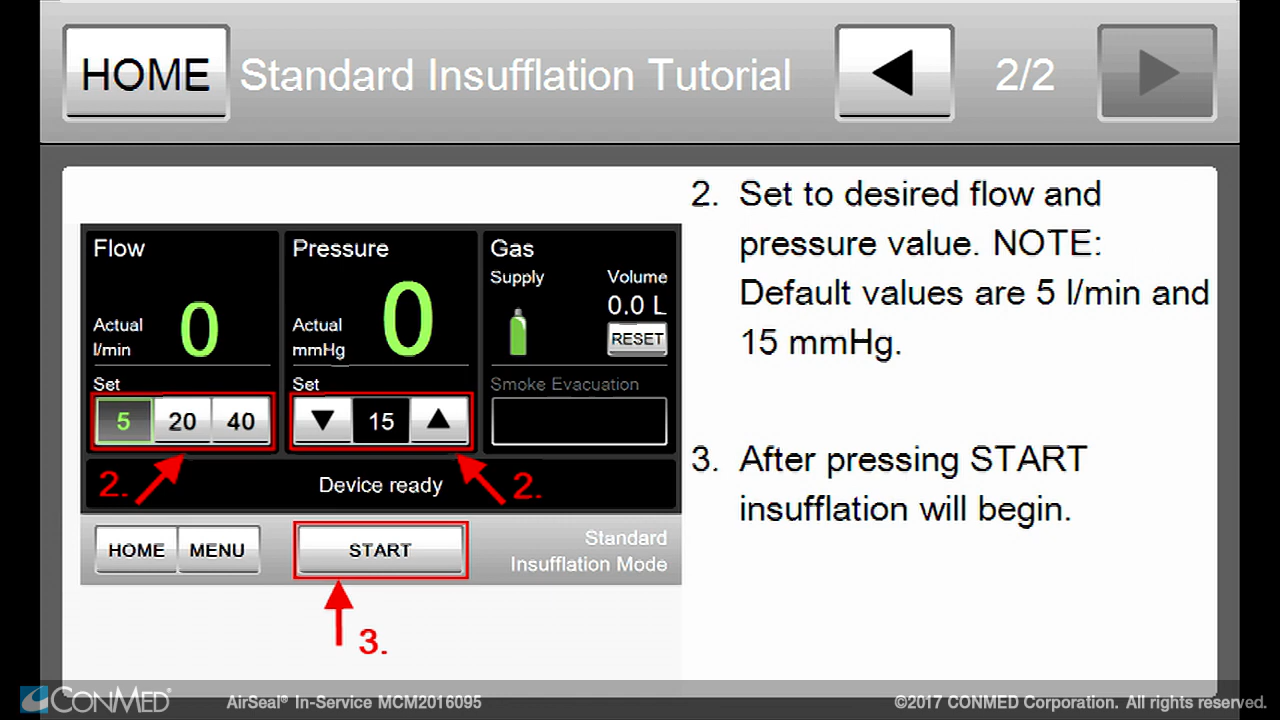 HOME
Standard Insufflation Tutorial
2/2
Flow
Pressure
Gas
Supply
Volume
0.0 L
RESET
Actual
l/min
0
Actual
mmHg
0
Set
5
20
40
Set
15
Smoke Evacuation
2.
2.
Device ready
HOME
MENU
START
Standard
Insufflation Mode
3.
2. Set to desired flow and
pressure value. NOTE:
Default values are 5 l/min and
15 mmHg.
3. After pressing START
insufflation will begin.
CONMED®
AirSeal® In-Service MCM2016095
©2017 CONMED Corporation. All rights reserved.